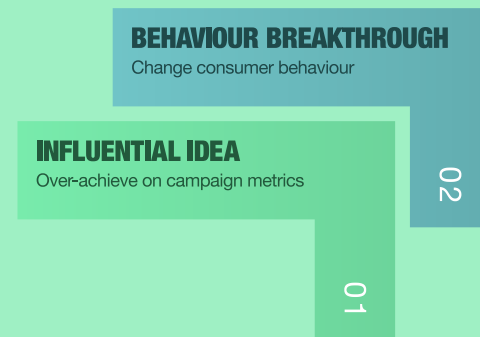 BEHAVIOUR BREAKTHROUGH
Change consumer behaviour
02
INFLUENTIAL IDEA
Over-achieve on campaign metrics
01